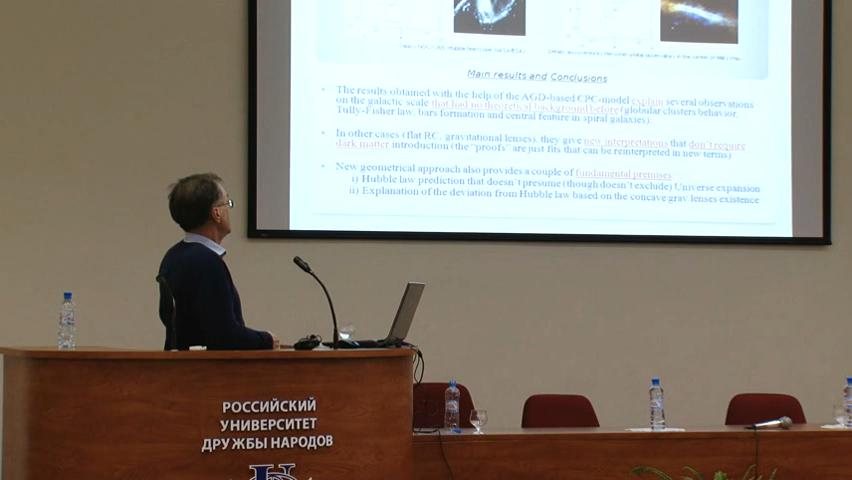 Main results and Conclusions
The results obtained with the help of the AGD-based CPC-model explain several observations
on the galactic scale that had no theoretical background before (globular clusters behavior,
Tully-Fisher law, bars formation and central feature in spiral galaxies).
In other cases (flat RC, gravitational lenses), they give new interpretations that don't require
dark matter introduction (the "proofs" are just fits that can be reinterpreted in new terms)
New geometrical approach also provides a couple of fundamental premises:
i) Hubble law prediction that doesn't presume (though doesn't exclude) Universe expansion
ii) Explanation of the deviation from Hubble law based on the concave grav. lenses existence
РОССИЙСКИЙ
УНИВЕРСИТЕТ
ДРУЖБЫ НАРОДОВ